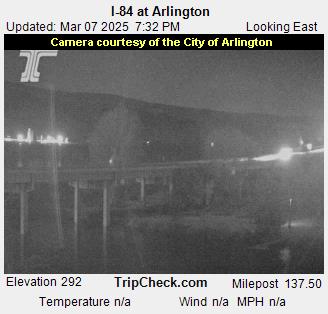 I-84 at Arlington
Updated: Mar 07 2025 7:32 PM Looking East
Camera courtesy of the City of Arlington
Elevation 292 TripCheck.com Milepost 137.50
Temperature n/a Wind n/a MPH n/a